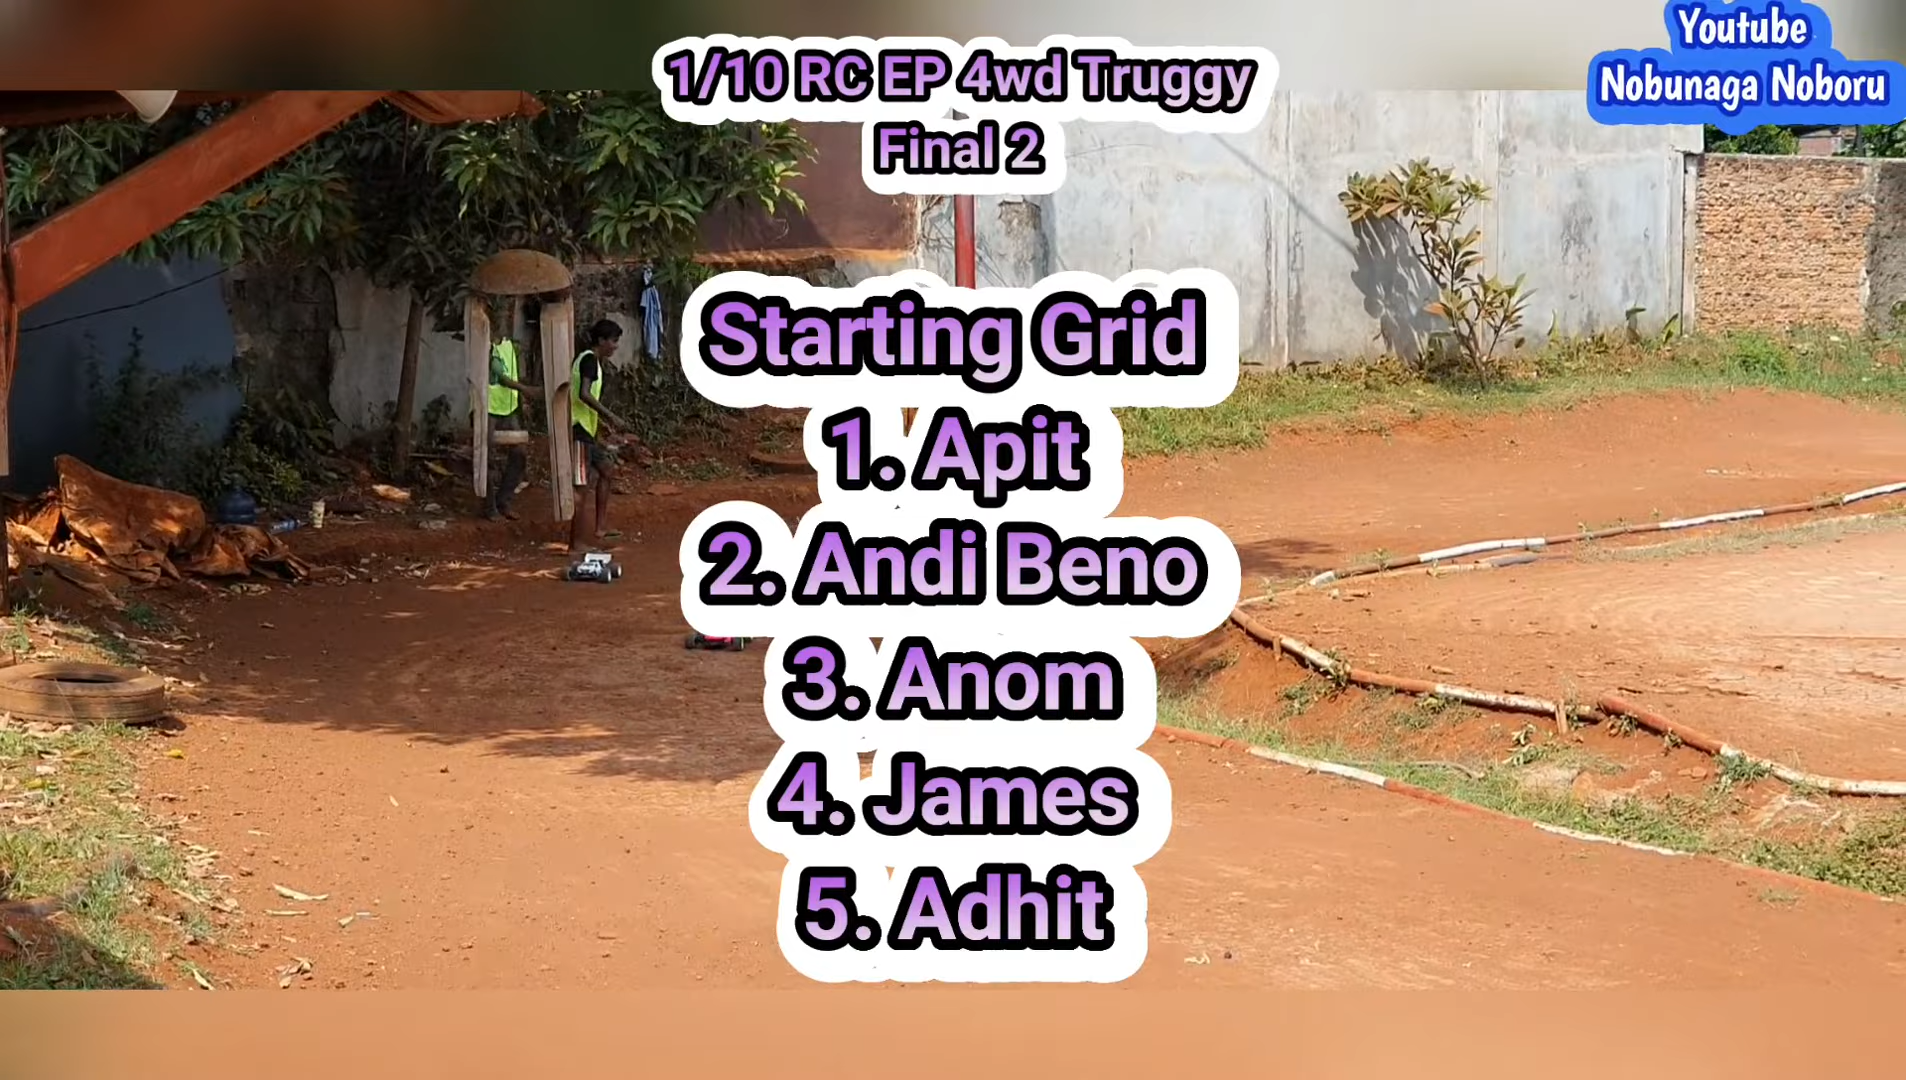 Youtube
Nobunaga Noboru
1/10 RC EP 4wd Truggy
Final 2
Starting Grid
1. Apit
2. Andi Beno
3. Anom
4. James
5. Adhit